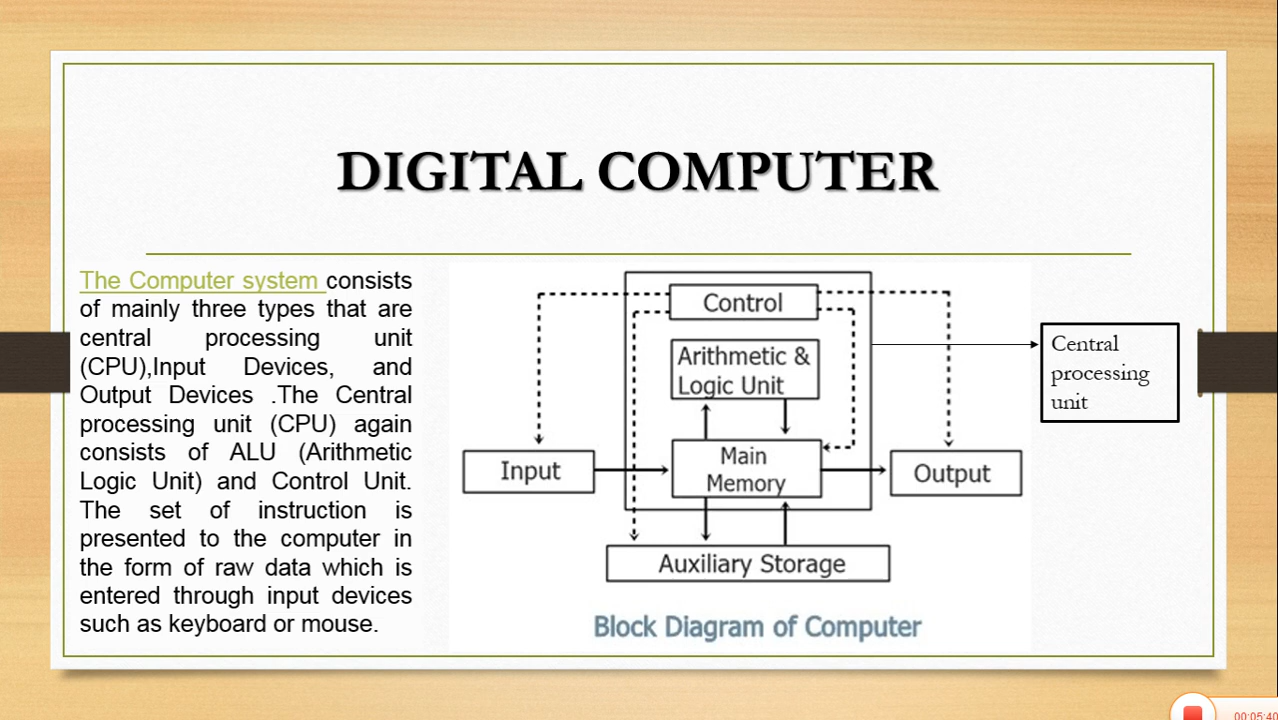 DIGITAL COMPUTER
The Computer system consists
of mainly three types that are
central processing unit
(CPU),Input Devices, and
Output Devices .The Central
processing unit (CPU) again
consists of ALU (Arithmetic
Logic Unit) and Control Unit.
The set of instruction is
presented to the computer in
the form of raw data which is
entered through input devices
such as keyboard or mouse.
Control
Arithmetic &
Logic Unit
Main
Memory
Input
Output
Auxiliary Storage
Block Diagram of Computer
Central
processing
unit
00:05:40